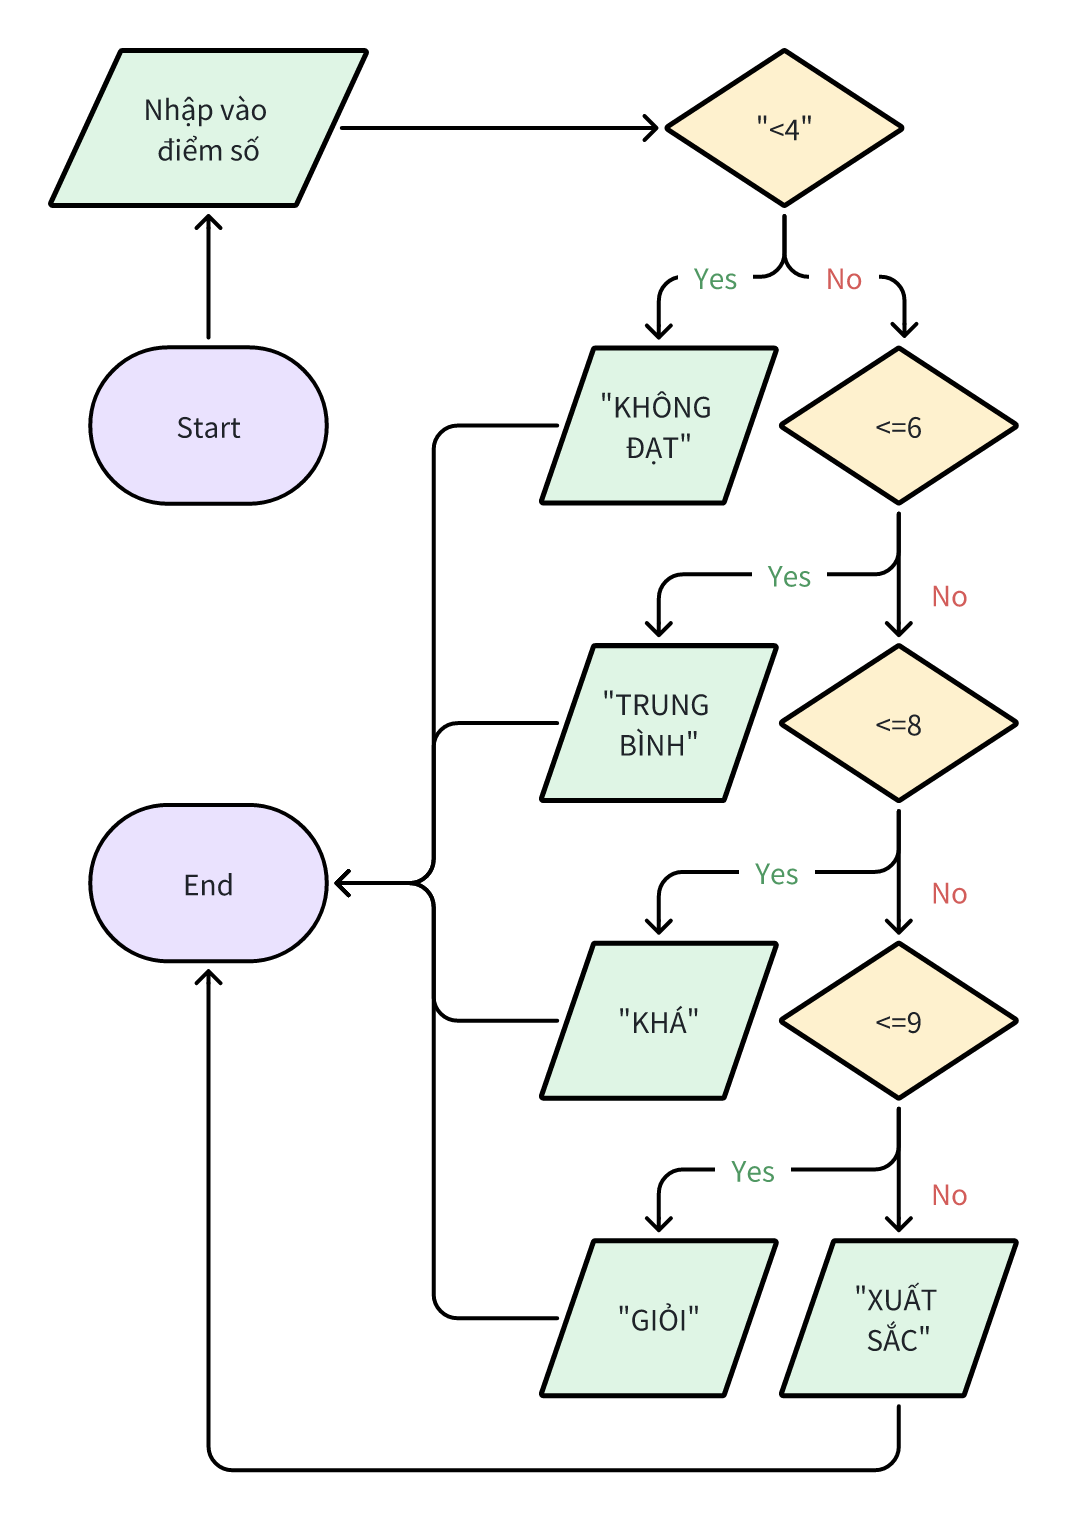 Nhập vào
điểm số
"<4"
Yes
No
Start
"KHÔNG
ĐẠT"
<=6
Yes
No
"TRUNG
BÌNH"
<=8
End
Yes
No
"KHÁ"
<=9
Yes
No
"GIỎI"
"XUẤT
SẮC"